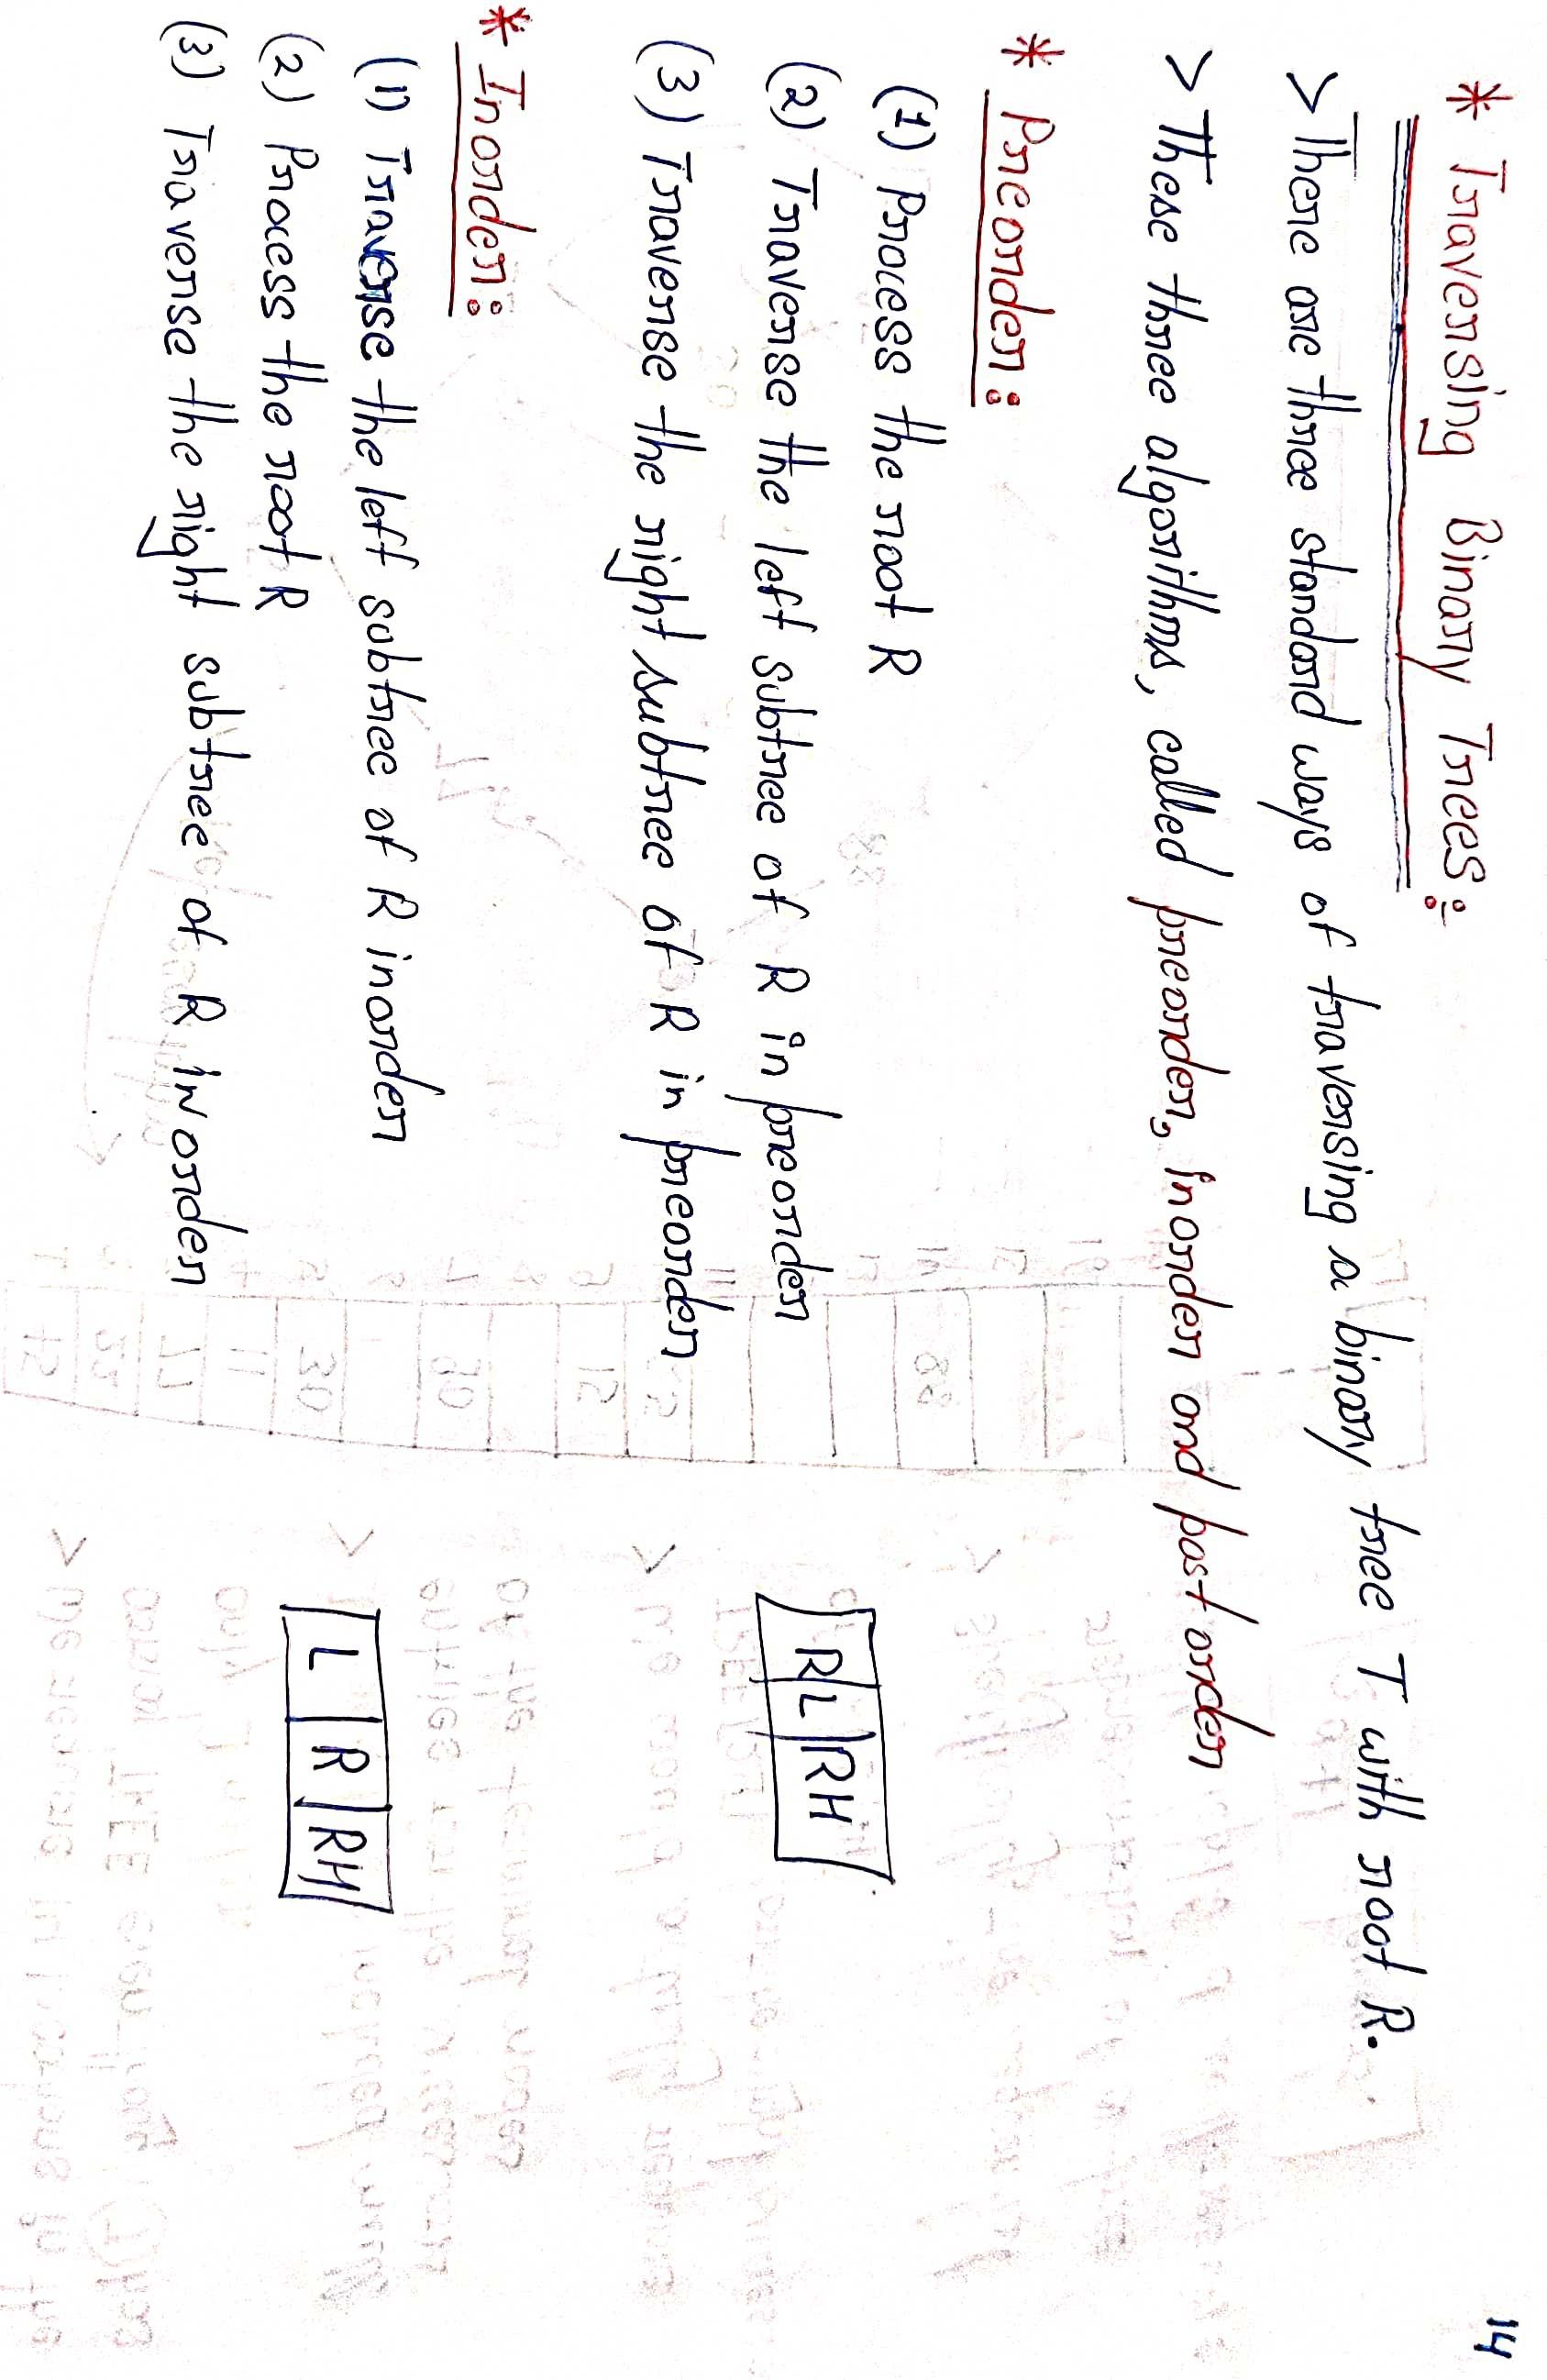 14
* Traversing Binary Trees:
> There are three standard ways of traversing a binary tree T with root R.
> These three algorithms, called preorder, inorder and postorder
* Preorder:
(1) Process the root R
(2) Traverse the left subtree of R in preorder
(3) Traverse the right subtree of R in preorder
R L RH
* Inorder:
(1) Traverse the left subtree of R inorder
(2) Process the root R
(3) Traverse the right subtree of R inorder
L R RH